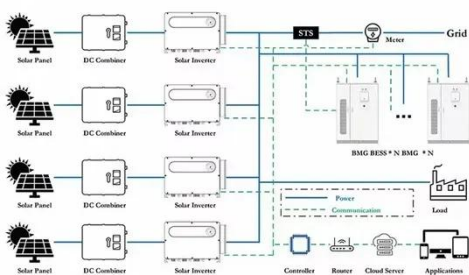 STS
Meter
Grid
Solar Panel DC Combiner Solar Inverter
Solar Panel DC Combiner Solar Inverter
BMG BESS * N BMG * N
Solar Panel DC Combiner Solar Inverter
Power
Communication
Load
Solar Panel DC Combiner Solar Inverter Controller Router Cloud Server Applications